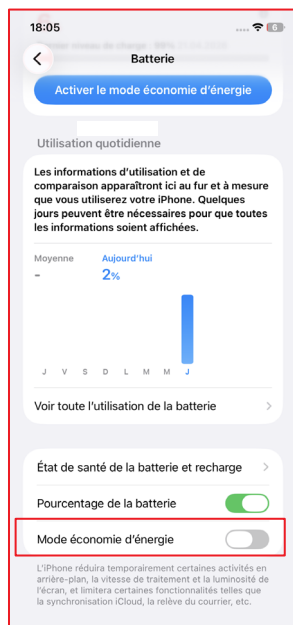 18:05
6
Batterie
Activer le mode économie d'énergie
Utilisation quotidienne
Les informations d'utilisation et de
comparaison apparaîtront ici au fur et à mesure
que vous utiliserez votre iPhone. Quelques
jours peuvent être nécessaires pour que toutes
les informations soient affichées.
Moyenne Aujourd'hui
- 2%
J V S D L M M J
Voir toute l'utilisation de la batterie
État de santé de la batterie et recharge
Pourcentage de la batterie
Mode économie d'énergie
L'iPhone réduira temporairement certaines activités en
arrière-plan, la vitesse de traitement et la luminosité de
l'écran, et limitera certaines fonctionnalités telles que
la synchronisation iCloud, la relève du courrier, etc.